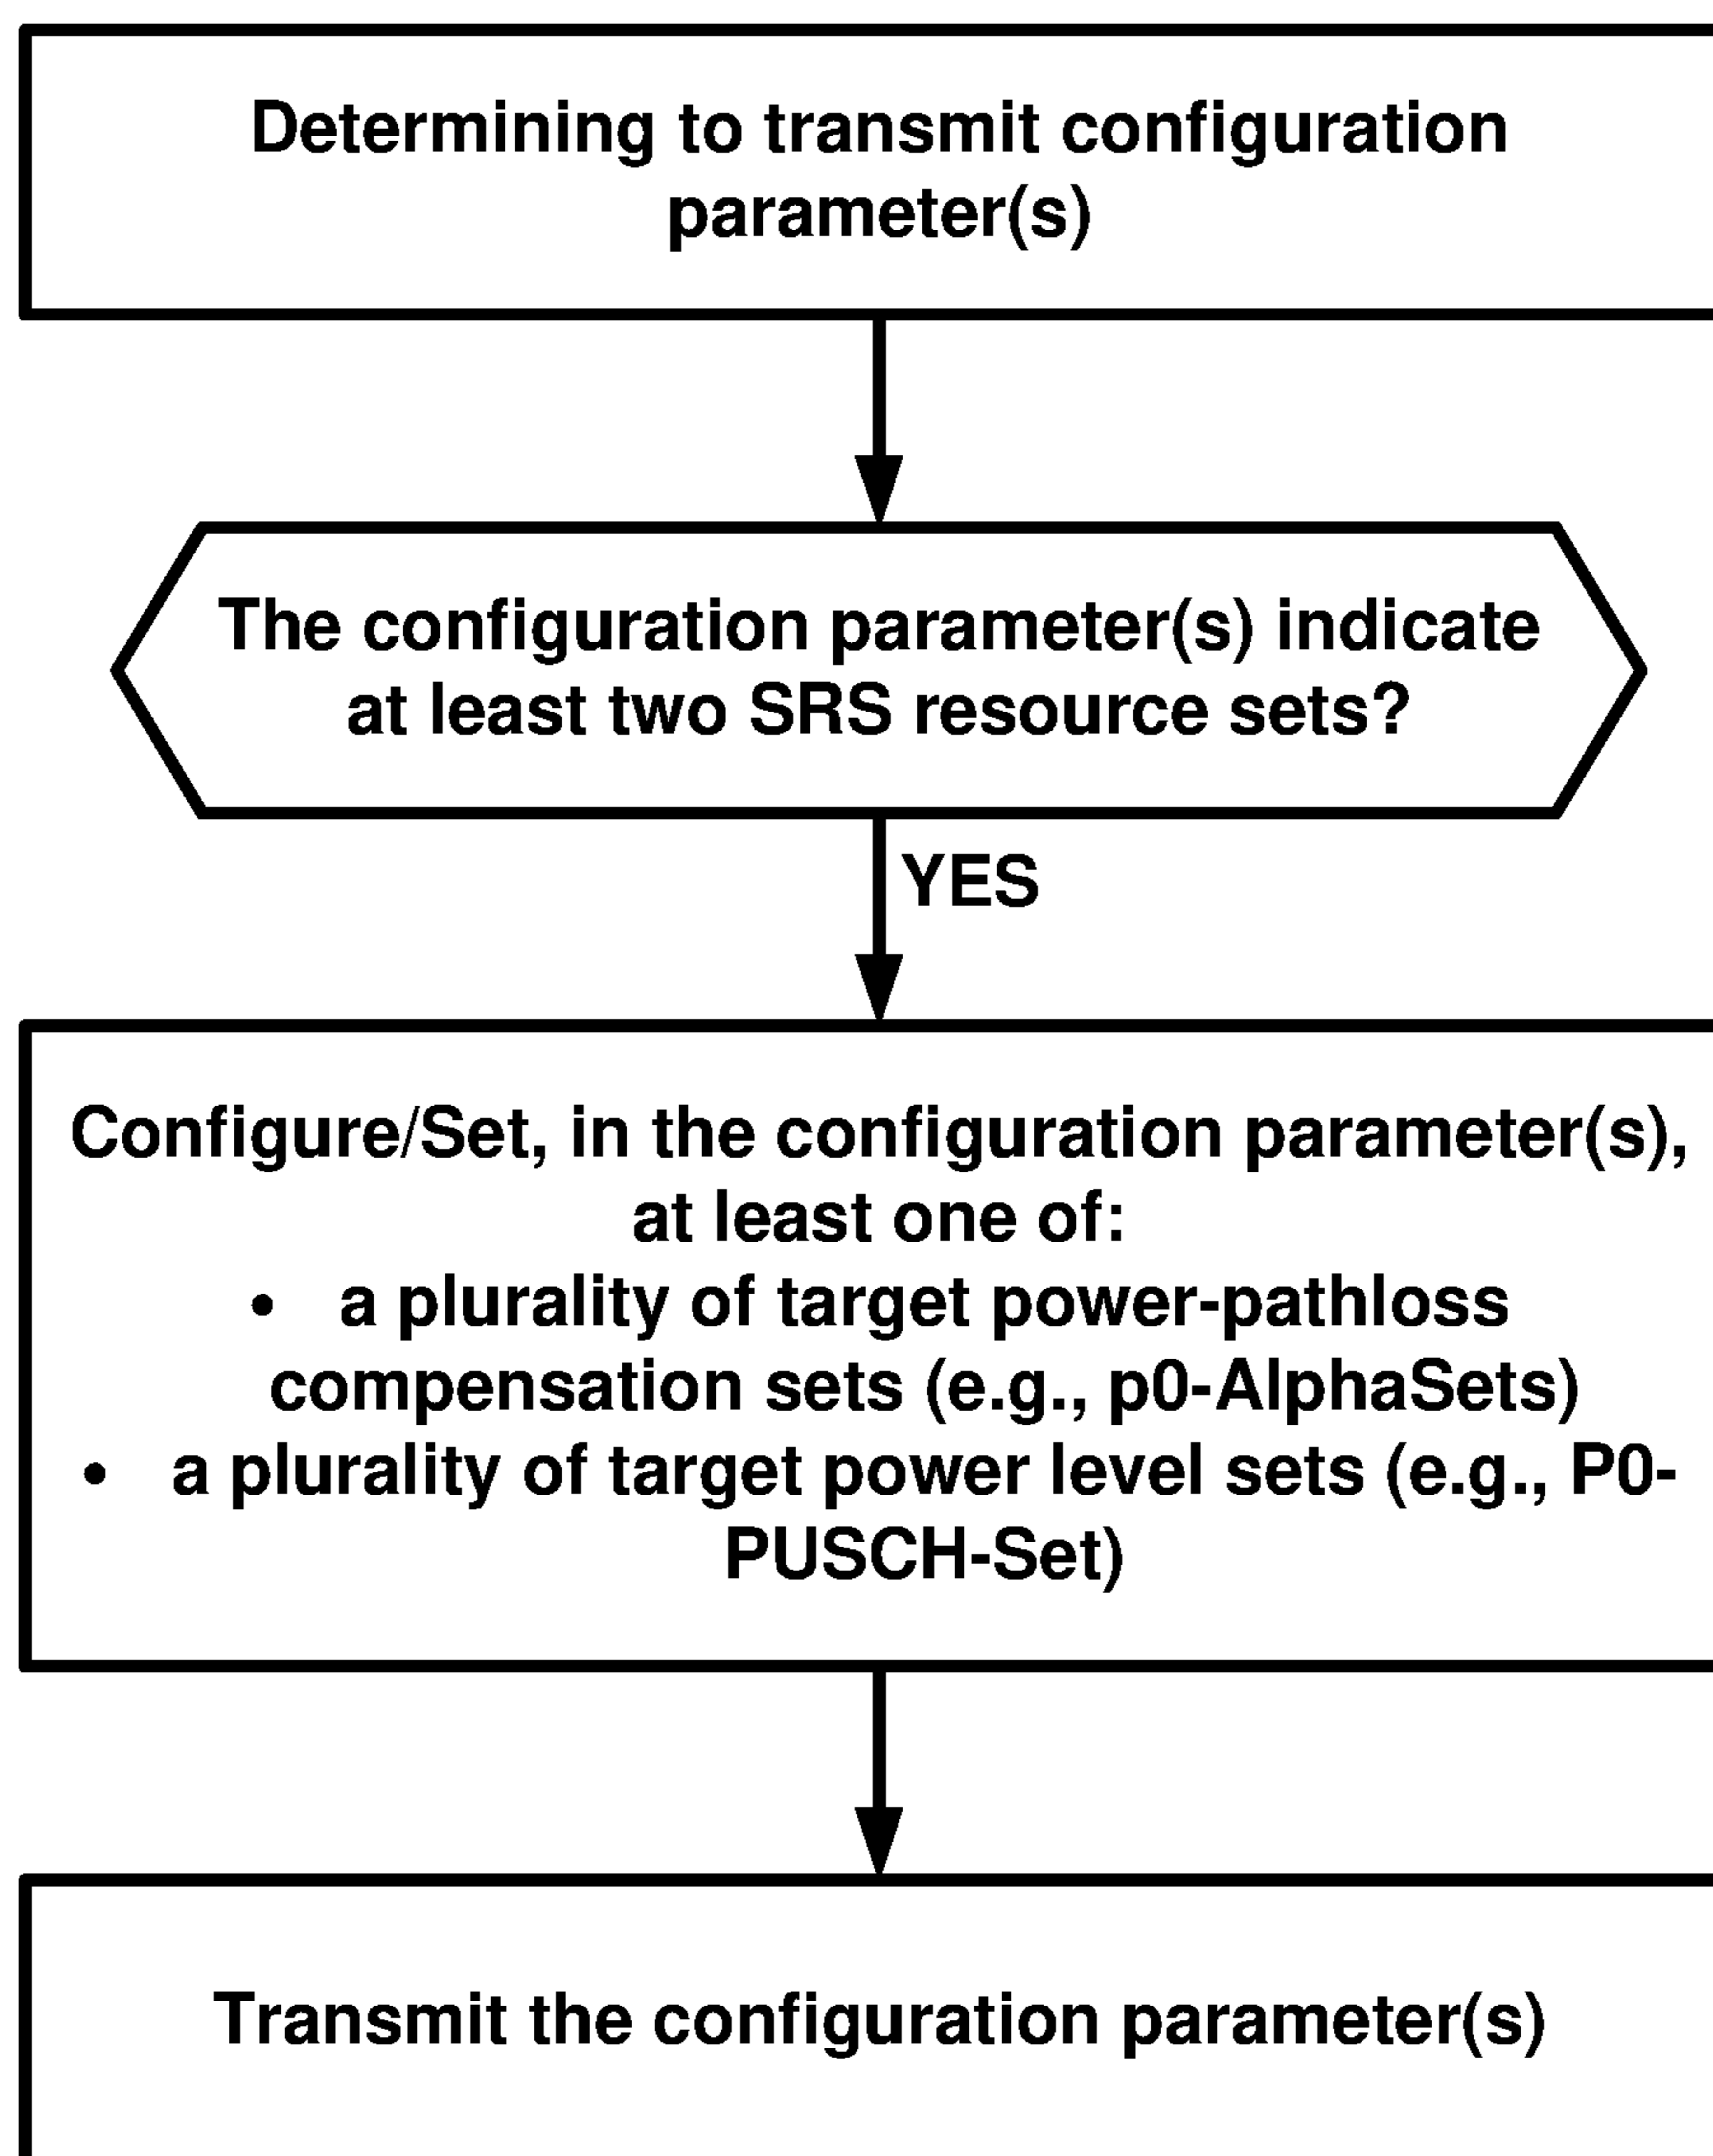 Determining to transmit configuration
parameter(s)
The configuration parameter(s) indicate
at least two SRS resource sets?
YES
Configure/Set, in the configuration parameter(s),
at least one of:
• a plurality of target power-pathloss
compensation sets (e.g., p0-AlphaSets)
• a plurality of target power level sets (e.g., P0-
PUSCH-Set)
Transmit the configuration parameter(s)